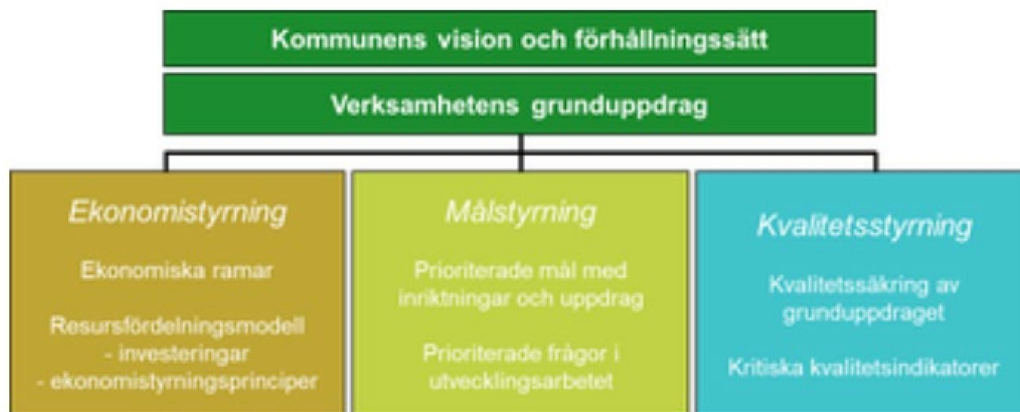 Kommunens vision och förhållningssätt
Verksamhetens grunduppdrag
Ekonomistyrning
Ekonomiska ramar
Resursfördelningsmodell
- investeringar
- ekonomistyrningsprinciper
Målstyrning
Prioriterade mål med
inriktningar och uppdrag
Prioriterade frågor i
utvecklingsarbetet
Kvalitetsstyrning
Kvalitetssäkring av
grunduppdraget
Kritiska kvalitetsindikatorer